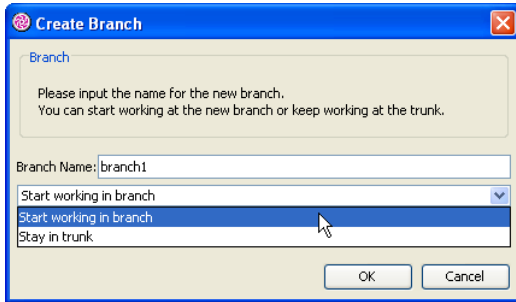 Create Branch
Branch
Please input the name for the new branch.
You can start working at the new branch or keep working at the trunk.
Branch Name: branch1
Start working in branch
Start working in branch
Stay in trunk
OK Cancel